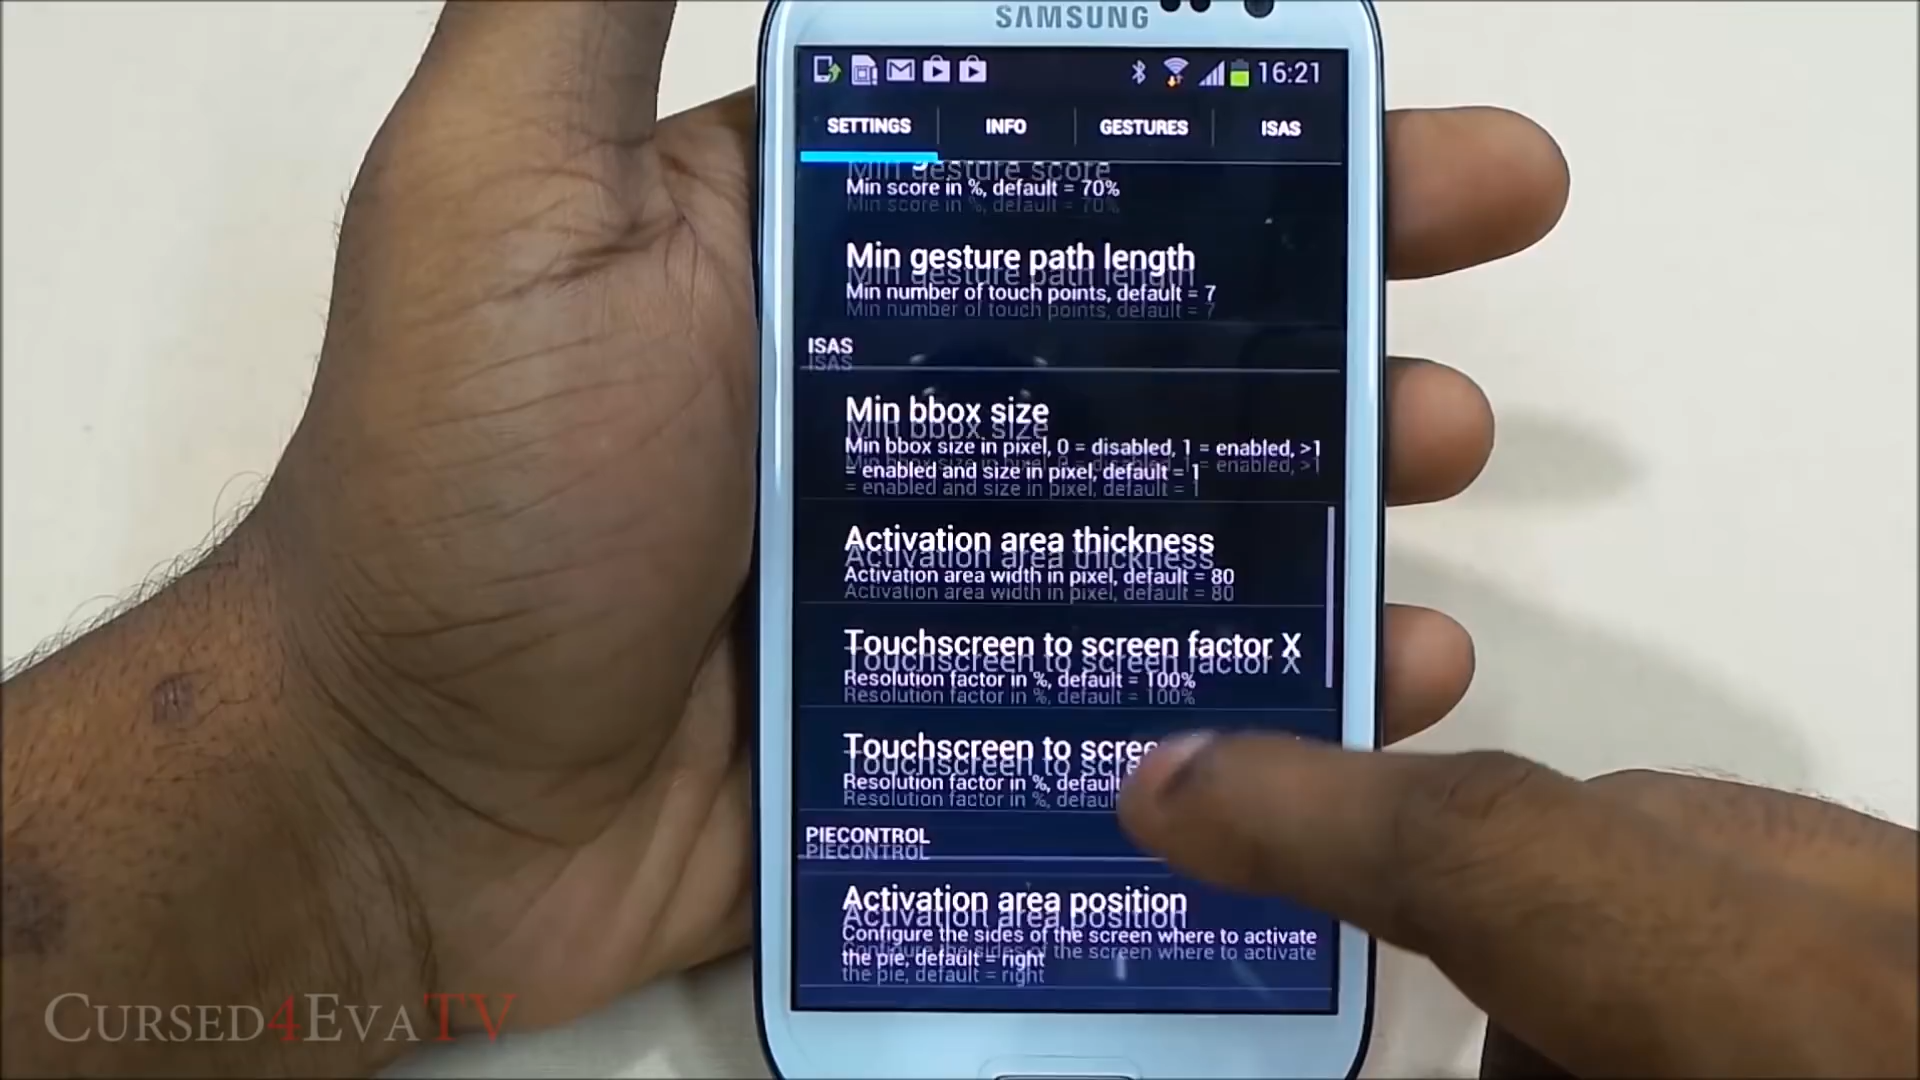 SAMSUNG
16:21
SETTINGS INFO GESTURES ISAS
Min gesture score
Min score in %, default = 70%
Min gesture path length
Min number of touch points, default = 7
ISAS
Min bbox size
Min bbox size in pixel, 0 = disabled, 1 = enabled, >1
= enabled and size in pixel, default = 1
Activation area thickness
Activation area width in pixel, default = 80
Touchscreen to screen factor X
Resolution factor in %, default = 100%
Touchscreen to
Resolution factor in %, default
PIECONTROL
Activation area position
Configure the sides of the screen where to activate
the pie, default = right
CURSED4EVATV